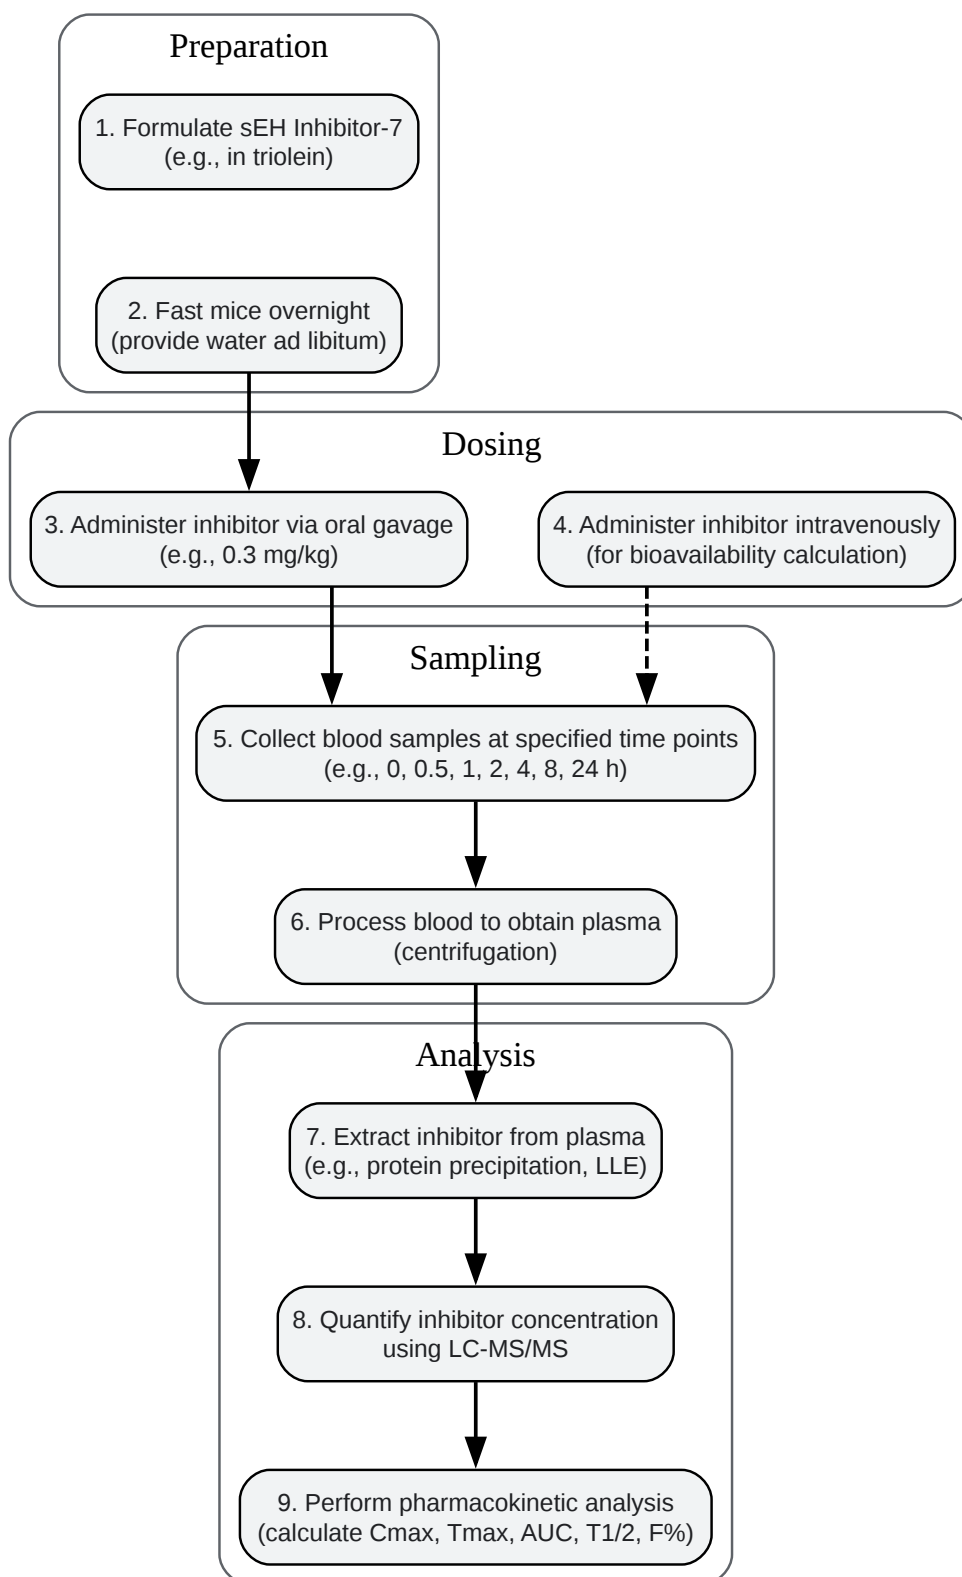 Preparation
1. Formulate sEH Inhibitor-7
(e.g., in triolein)
2. Fast mice overnight
(provide water ad libitum)
Dosing
3. Administer inhibitor via oral gavage
(e.g., 0.3 mg/kg)
4. Administer inhibitor intravenously
(for bioavailability calculation)
Sampling
5. Collect blood samples at specified time points
(e.g., 0, 0.5, 1, 2, 4, 8, 24 h)
6. Process blood to obtain plasma
(centrifugation)
Analysis
7. Extract inhibitor from plasma
(e.g., protein precipitation, LLE)
8. Quantify inhibitor concentration
using LC-MS/MS
9. Perform pharmacokinetic analysis
(calculate Cmax, Tmax, AUC, T1/2, F%)